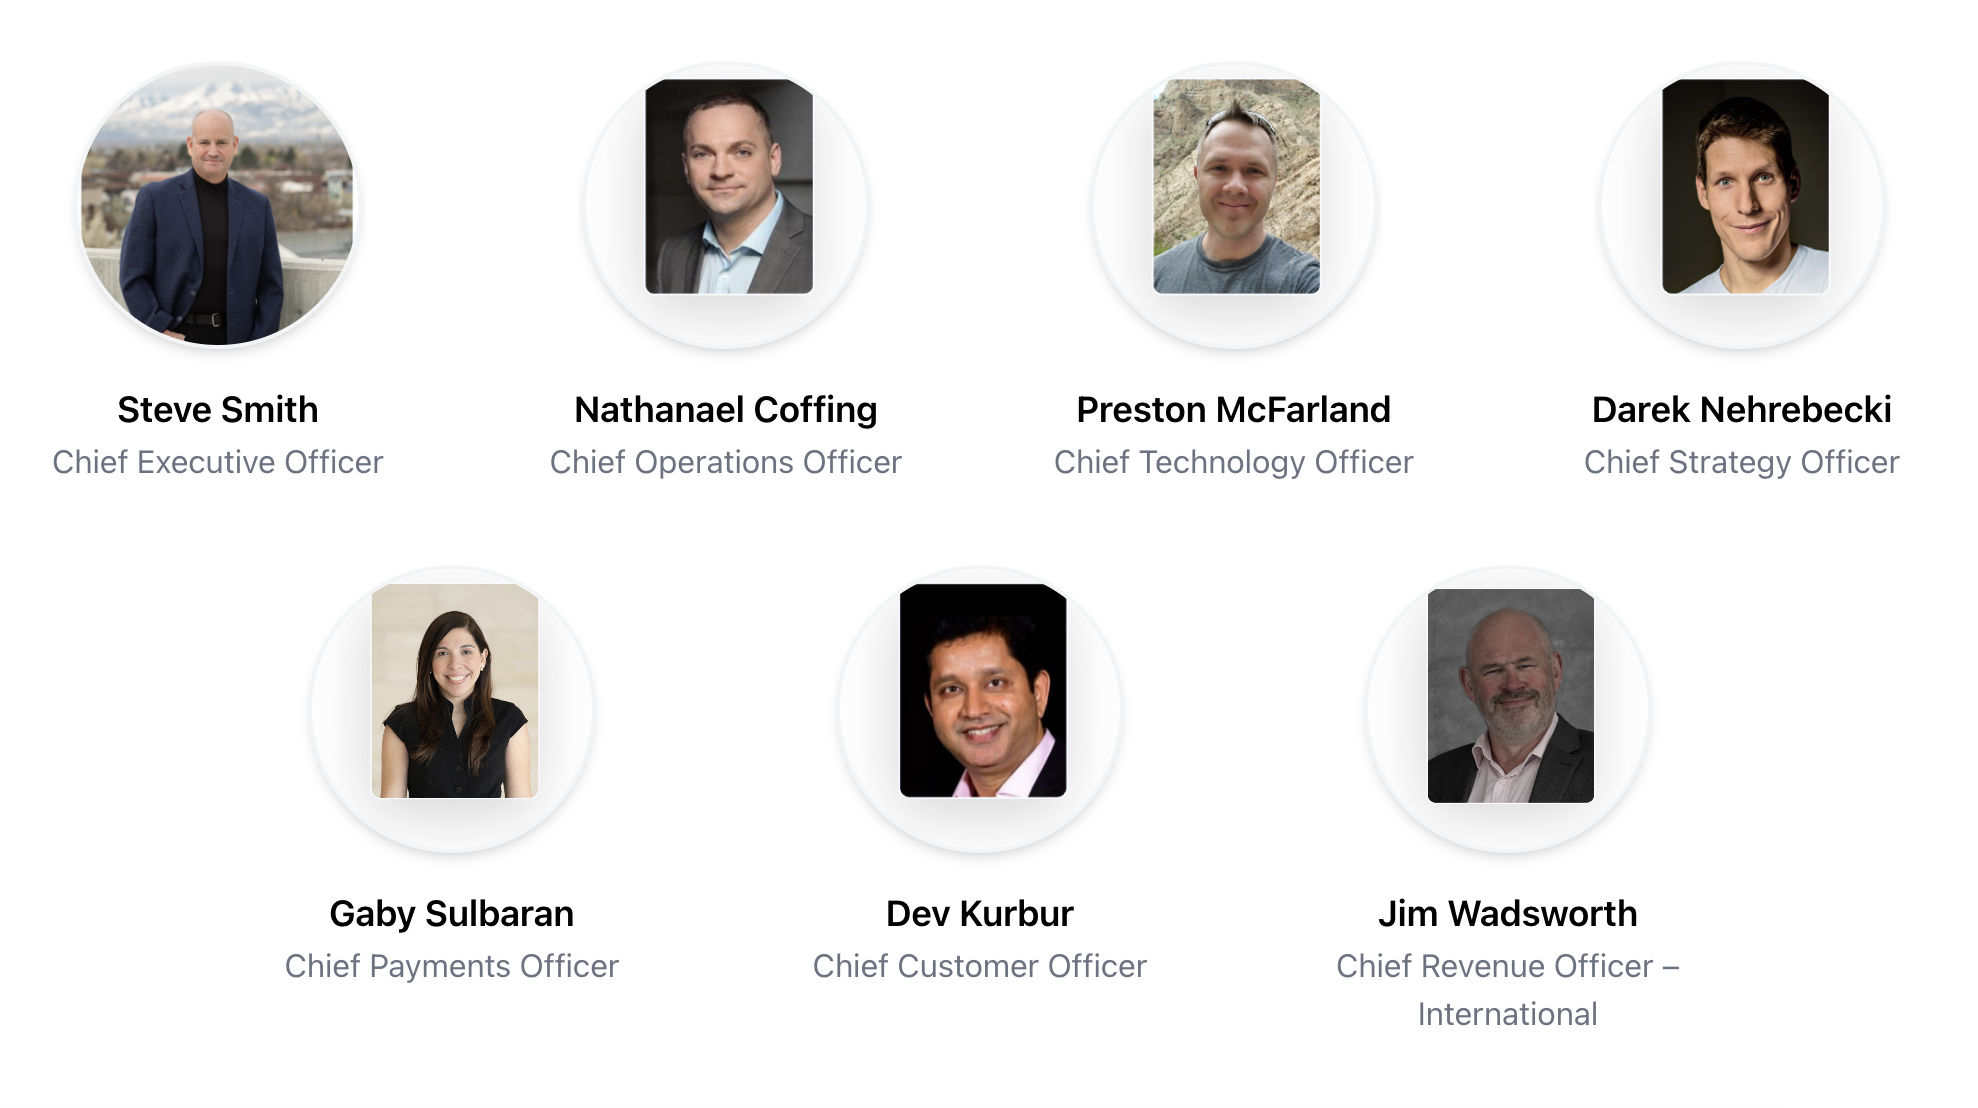 Steve Smith
Chief Executive Officer
Nathanael Coffing
Chief Operations Officer
Preston McFarland
Chief Technology Officer
Darek Nehrebecki
Chief Strategy Officer
Gaby Sulbaran
Chief Payments Officer
Dev Kurbur
Chief Customer Officer
Jim Wadsworth
Chief Revenue Officer –
International